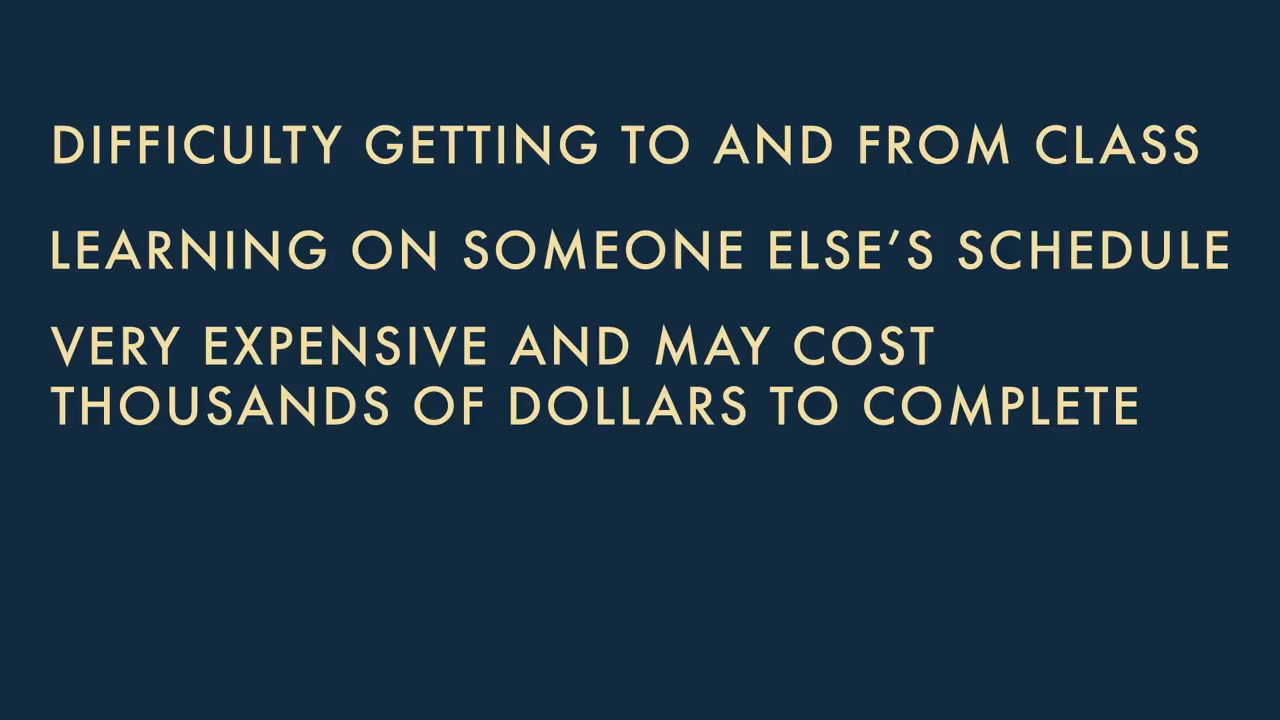 DIFFICULTY GETTING TO AND FROM CLASS
LEARNING ON SOMEONE ELSE’S SCHEDULE
VERY EXPENSIVE AND MAY COST
THOUSANDS OF DOLLARS TO COMPLETE